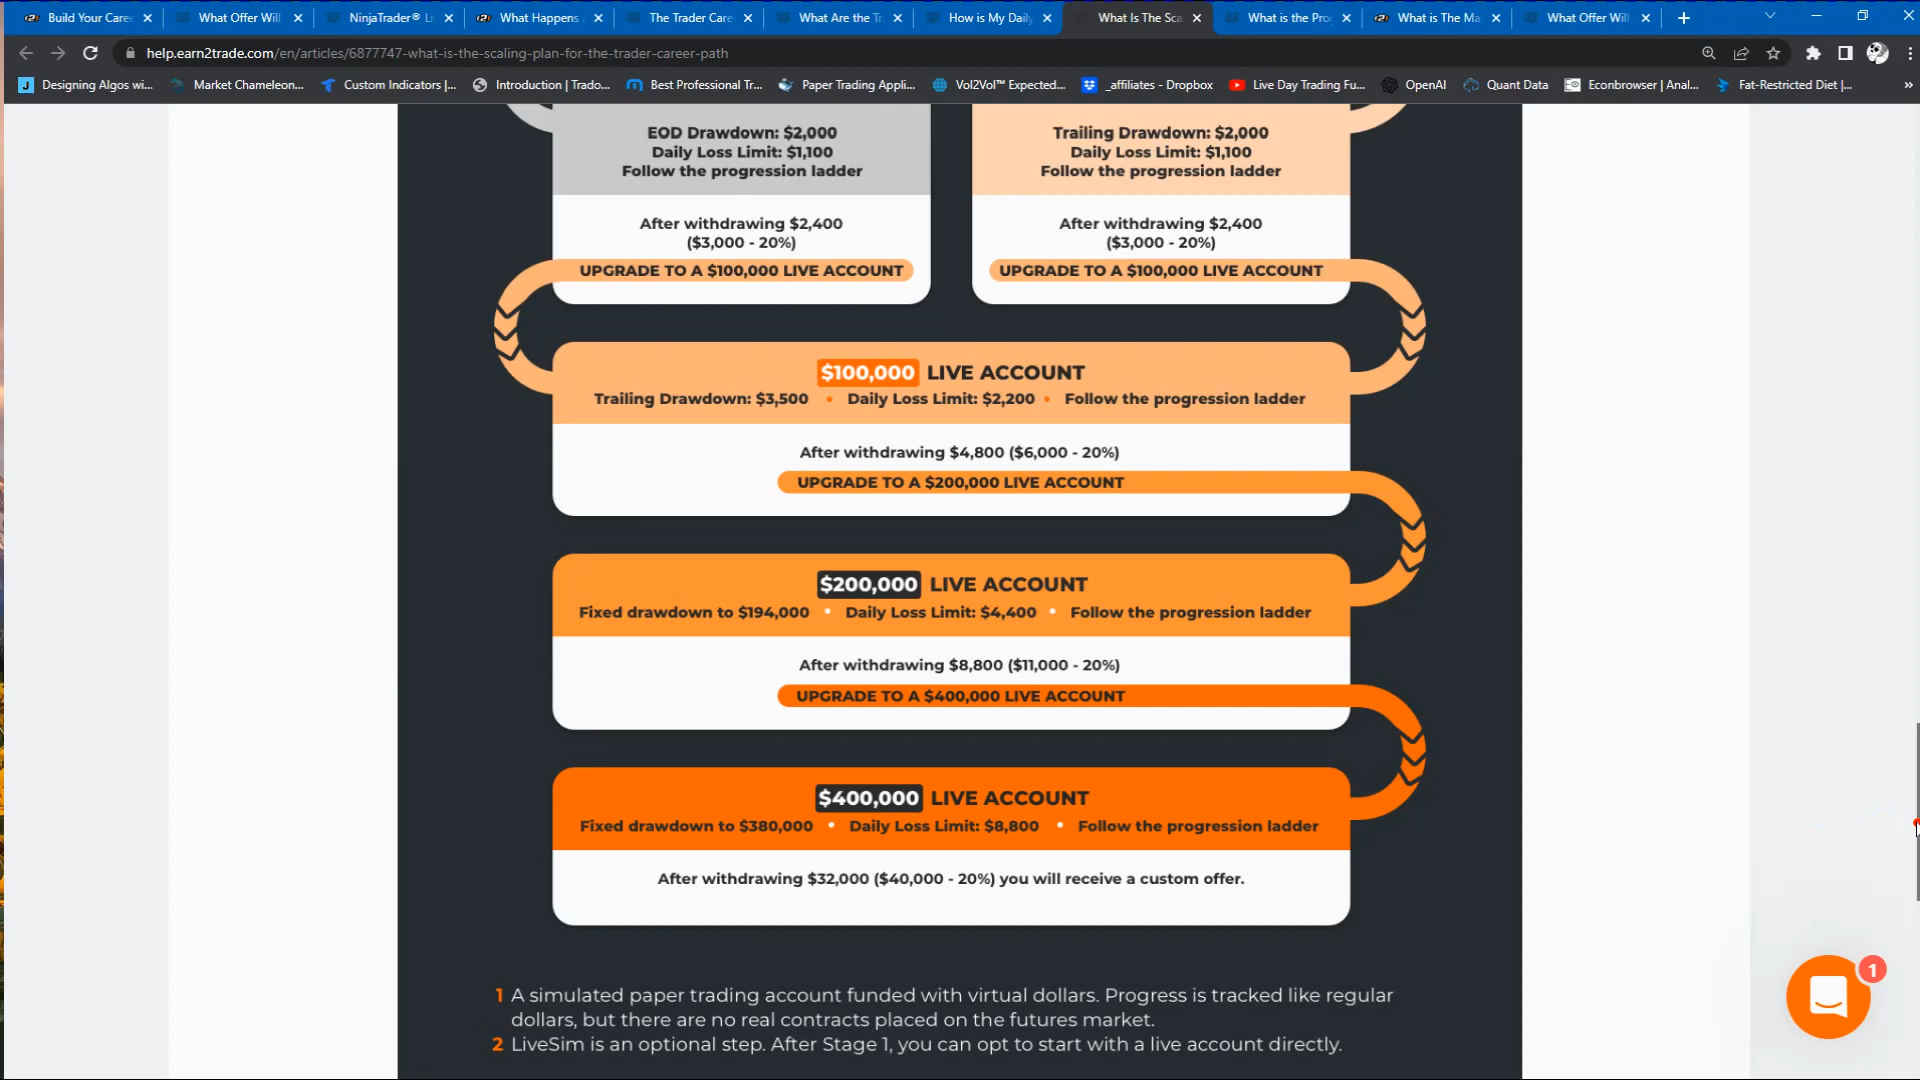 Build Your Caree
What Offer Will
NinjaTrader® Li
What Happens
The Trader Care
What Are the Tr
How is My Daily
What Is The Sca
What is the Pro
What is The Ma
What Offer Will
help.earn2trade.com/en/articles/6877747-what-is-the-scaling-plan-for-the-trader-career-path
Designing Algos wi...
Market Chameleon...
Custom Indicators |...
Introduction | Trado...
Best Professional Tr...
Paper Trading Appli...
Vol2Vol™ Expected...
_affiliates - Dropbox
Live Day Trading Fu...
OpenAI
Quant Data
Econbrowser | Anal...
Fat-Restricted Diet |...
»
EOD Drawdown: $2,000
Daily Loss Limit: $1,100
Follow the progression ladder
After withdrawing $2,400
($3,000 - 20%)
UPGRADE TO A $100,000 LIVE ACCOUNT
Trailing Drawdown: $2,000
Daily Loss Limit: $1,100
Follow the progression ladder
After withdrawing $2,400
($3,000 - 20%)
UPGRADE TO A $100,000 LIVE ACCOUNT
$100,000 LIVE ACCOUNT
Trailing Drawdown: $3,500 • Daily Loss Limit: $2,200 • Follow the progression ladder
After withdrawing $4,800 ($6,000 - 20%)
UPGRADE TO A $200,000 LIVE ACCOUNT
$200,000 LIVE ACCOUNT
Fixed drawdown to $194,000 • Daily Loss Limit: $4,400 • Follow the progression ladder
After withdrawing $8,800 ($11,000 - 20%)
UPGRADE TO A $400,000 LIVE ACCOUNT
$400,000 LIVE ACCOUNT
Fixed drawdown to $380,000 • Daily Loss Limit: $8,800 • Follow the progression ladder
After withdrawing $32,000 ($40,000 - 20%) you will receive a custom offer.
1 A simulated paper trading account funded with virtual dollars. Progress is tracked like regular
dollars, but there are no real contracts placed on the futures market.
2 LiveSim is an optional step. After Stage 1, you can opt to start with a live account directly.
1